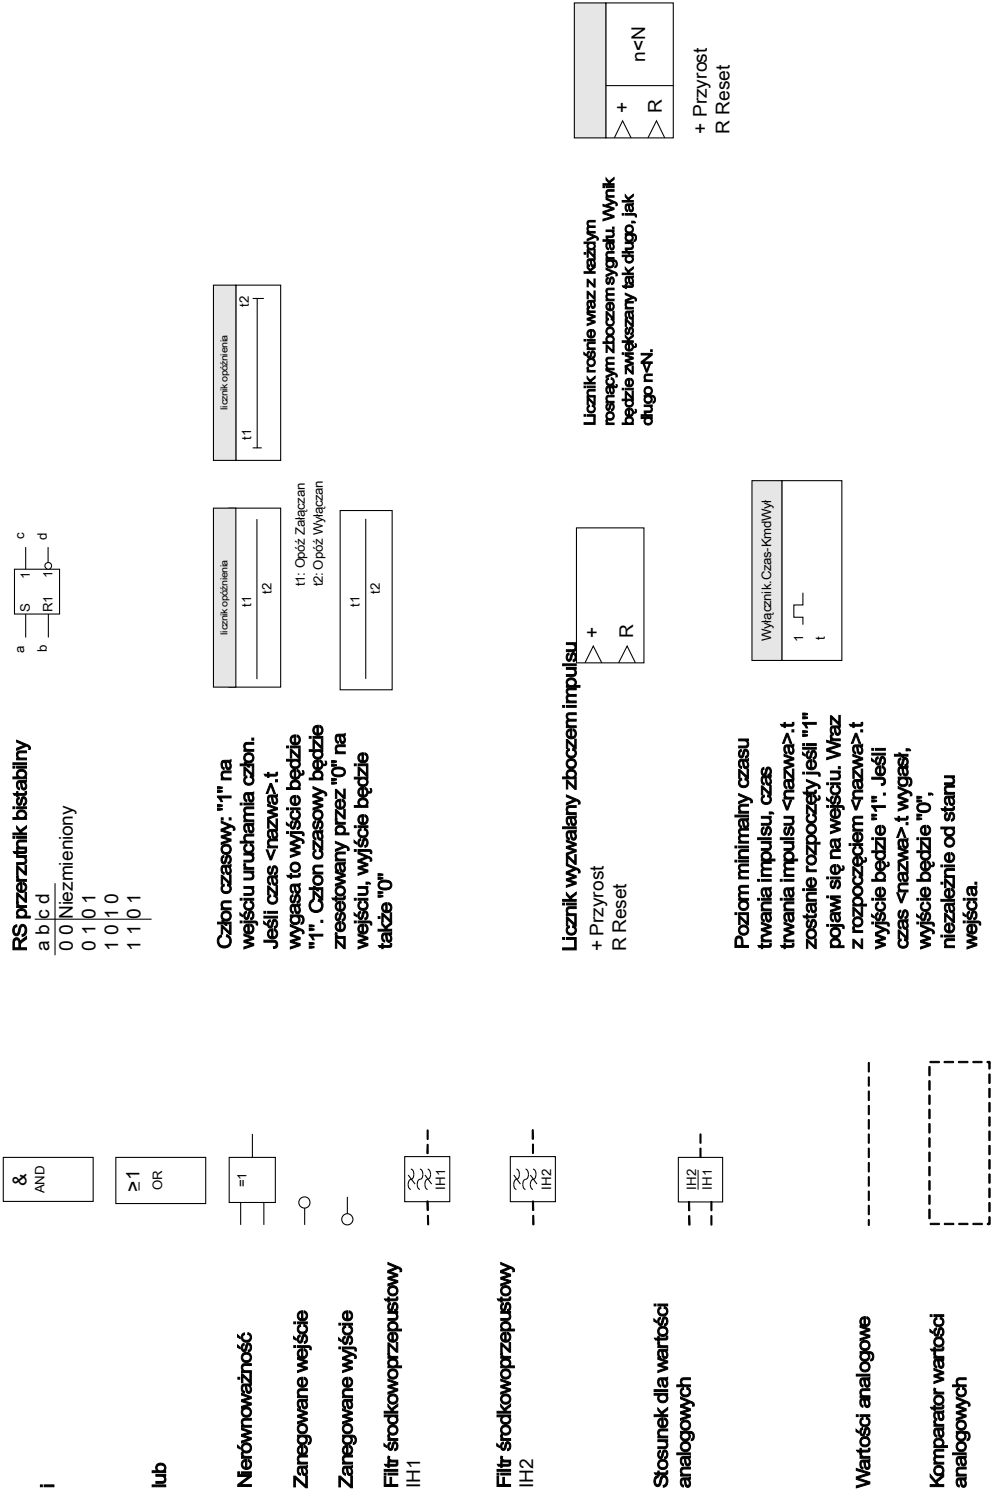 i
&
AND
lub
≥1
OR
Nierównoważność
=1
Zanegowane wejście
Zanegowane wyjście
Filtr środkowoprzepustowy
IH1
IH1
Filtr środkowoprzepustowy
IH2
IH2
Stosunek dla wartości
analogowych
IH2
IH1
Wartości analogowe
Komparator wartości
analogowych
RS przerzutnik bistabilny
a b c d
0 0 Niezmieniony
0 1 0 1
1 0 1 0
1 1 0 1
a
b
S 1
R1 1
c
d
Człon czasowy: "1" na
wejściu uruchamia człon.
Jeśli czas <nazwa>.t
wygasa to wyjście będzie
"1". Człon czasowy będzie
zresetowany przez "0" na
wejściu, wyjście będzie
także "0"
licznik opóźnienia
t1
t2
licznik opóźnienia
t1 t2
t1: Opóź Załączan
t2: Opóź Wyłączan
t1
t2
Licznik wyzwalany zboczem impulsu
+ Przyrost
R Reset
+
R
Licznik rośnie wraz z każdym
rosnącym zboczem sygnału. Wynik
będzie zwiększany tak długo, jak
długo n<N.
+
R
n<N
+ Przyrost
R Reset
Poziom minimalny czasu
trwania impulsu, czas
trwania impulsu <nazwa>.t
zostanie rozpoczęty jeśli "1"
pojawi się na wejściu. Wraz
z rozpoczęciem <nazwa>.t
wyjście będzie "1". Jeśli
czas <nazwa>.t wygasł,
wyjście będzie "0",
niezależnie od stanu
wejścia.
Wyłącznik.Czas-KmdWył
1
t